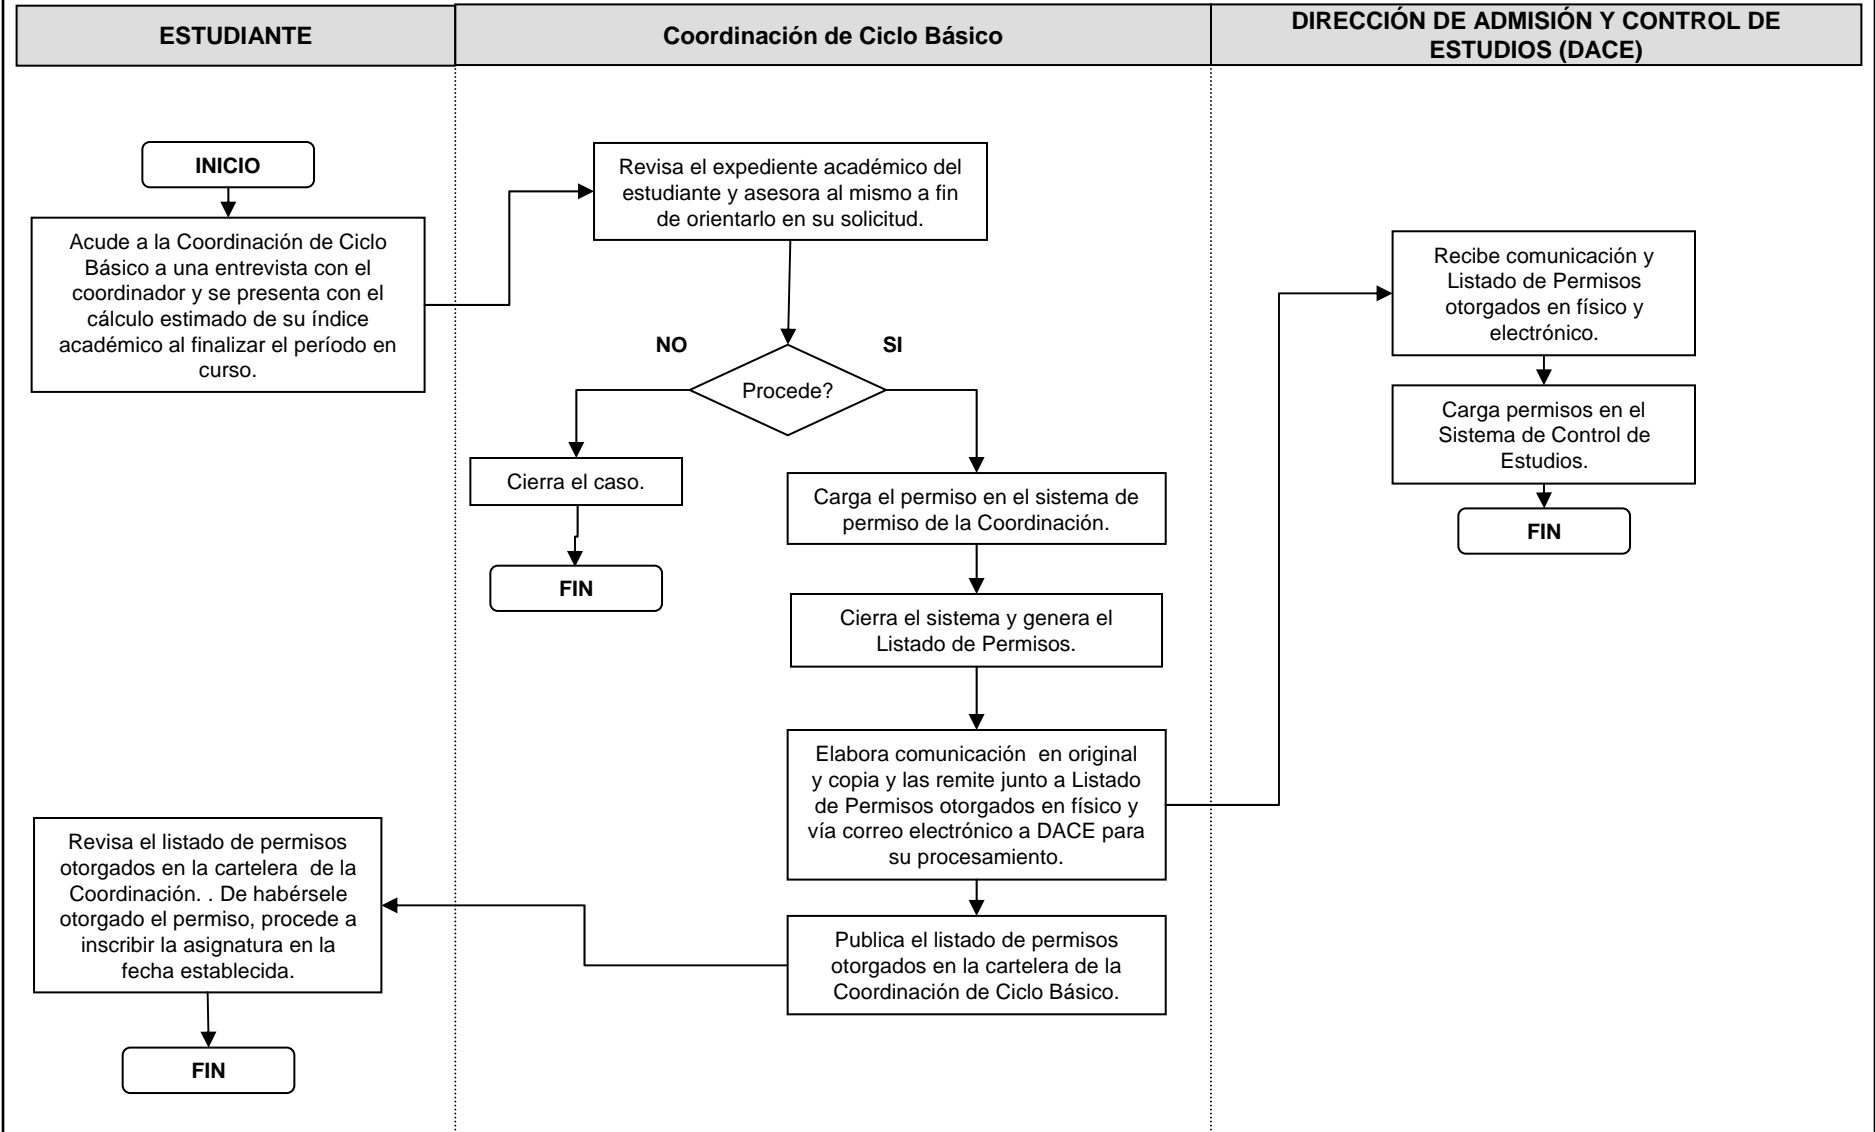 ESTUDIANTE
Coordinación de Ciclo Básico
DIRECCIÓN DE ADMISIÓN Y CONTROL DE
ESTUDIOS (DACE)
INICIO
Acude a la Coordinación de Ciclo
Básico a una entrevista con el
coordinador y se presenta con el
cálculo estimado de su índice
académico al finalizar el período en
curso.
Revisa el expediente académico del
estudiante y asesora al mismo a fin
de orientarlo en su solicitud.
NO
SI
Procede?
Cierra el caso.
FIN
Carga el permiso en el sistema de
permiso de la Coordinación.
Cierra el sistema y genera el
Listado de Permisos.
Elabora comunicación  en original
y copia y las remite junto a Listado
de Permisos otorgados en físico y
vía correo electrónico a DACE para
su procesamiento.
Publica el listado de permisos
otorgados en la cartelera de la
Coordinación de Ciclo Básico.
Recibe comunicación y
Listado de Permisos
otorgados en físico y
electrónico.
Carga permisos en el
Sistema de Control de
Estudios.
FIN
Revisa el listado de permisos
otorgados en la cartelera  de la
Coordinación. . De habérsele
otorgado el permiso, procede a
inscribir la asignatura en la
fecha establecida.
FIN